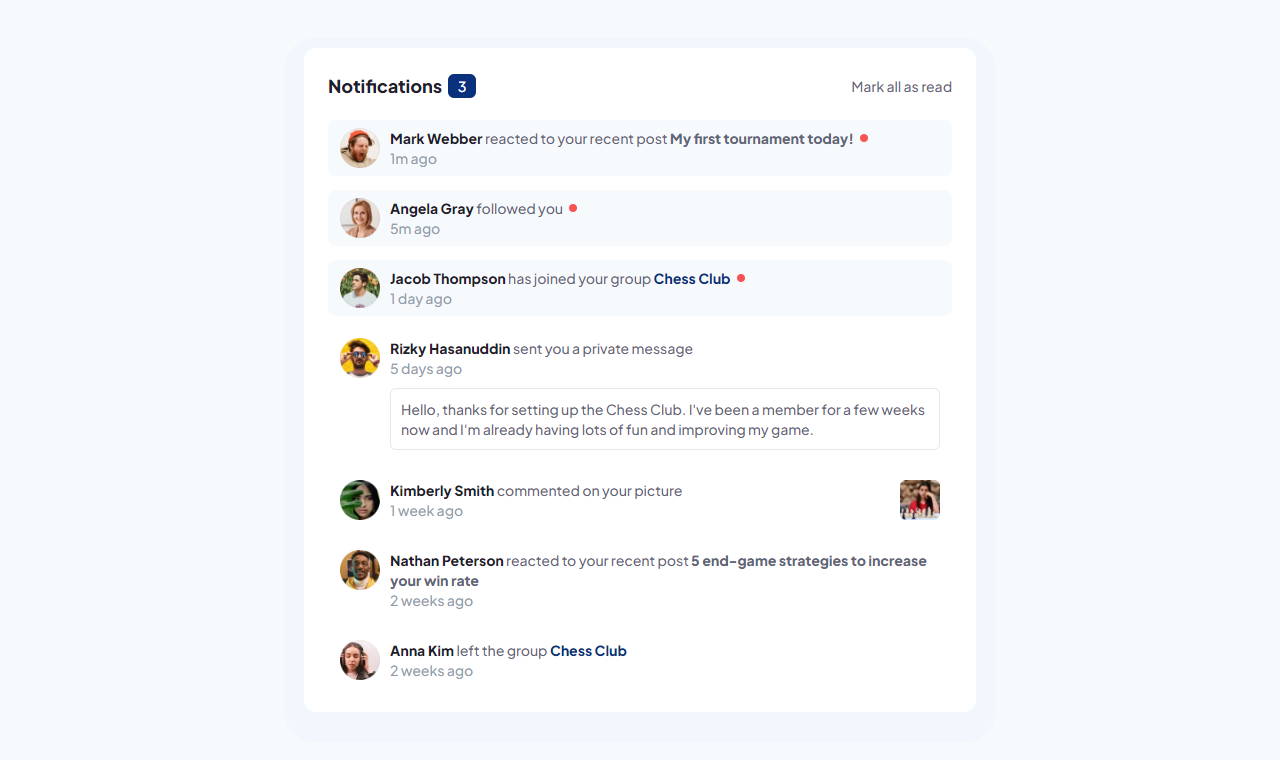 Notifications 3 Mark all as read
Mark Webber reacted to your recent post My first tournament today!
1m ago
Angela Gray followed you
5m ago
Jacob Thompson has joined your group Chess Club
1 day ago
Rizky Hasanuddin sent you a private message
5 days ago
Hello, thanks for setting up the Chess Club. I've been a member for a few weeks
now and I'm already having lots of fun and improving my game.
Kimberly Smith commented on your picture
1 week ago
Nathan Peterson reacted to your recent post 5 end-game strategies to increase
your win rate
2 weeks ago
Anna Kim left the group Chess Club
2 weeks ago